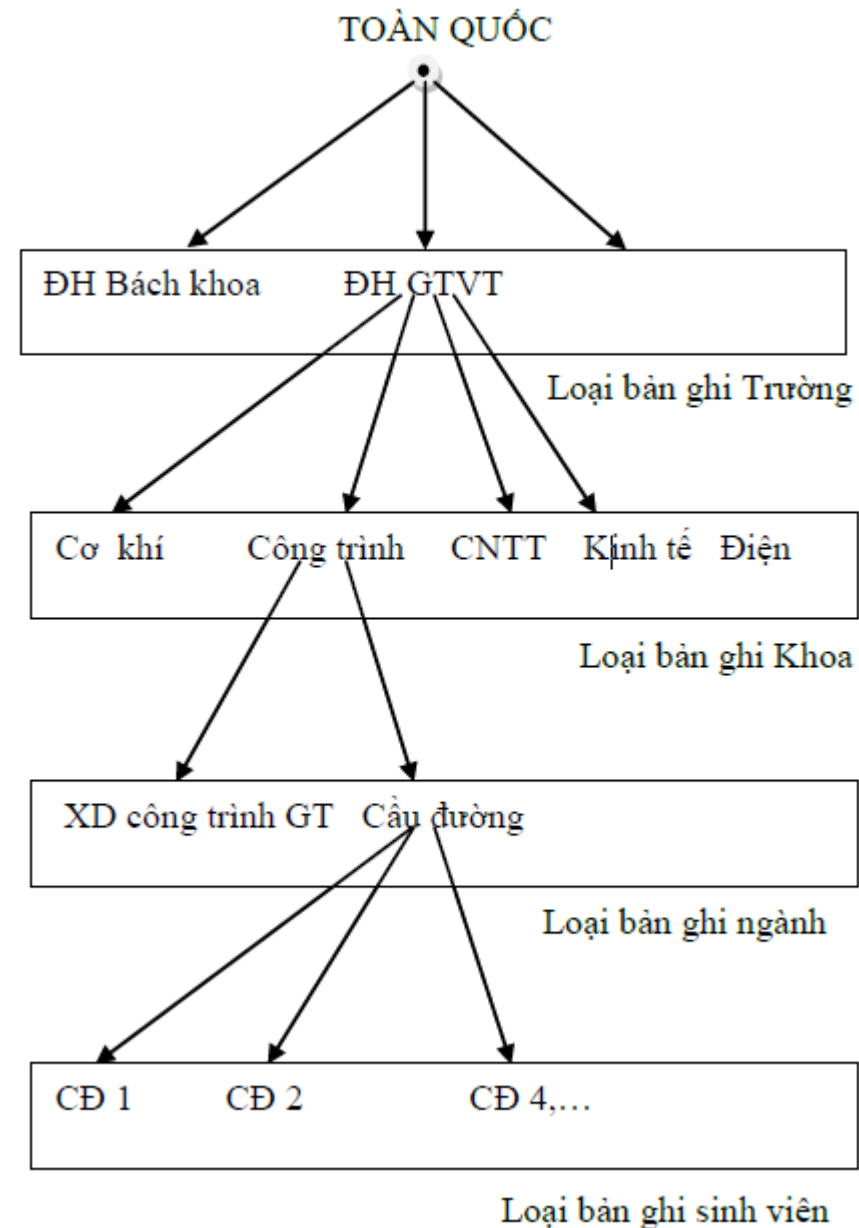 TOÀN QUỐC
ĐH Bách khoa ĐH GTVT
Loại bản ghi Trường
Cơ khí Công trình CNTT Kinh tế Điện
Loại bản ghi Khoa
XD công trình GT Cầu đường
Loại bản ghi ngành
CĐ 1 CĐ 2 CĐ 4,...
Loại bản ghi sinh viên